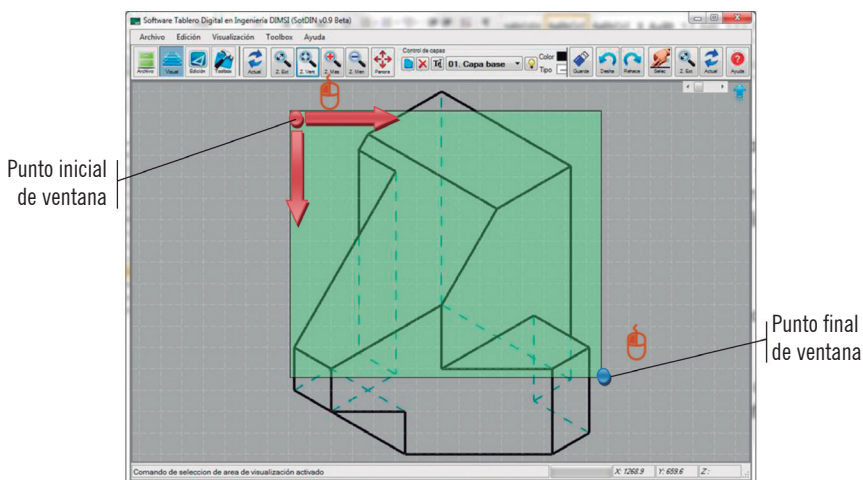 Software Tablero Digital en Ingeniería DIMSI (SotDIN v0.9 Beta)
Archivo Edición Visualización Toolbox Ayuda
Archivo Visual Edición Toolbox Actual Z. Ext Z. Ven Z. Mas Z. Men Panora
Control de capas
01. Capa base
Color
Tipo
Guarda Desha Rehace Selec Z. Ext Actual Ayuda
Punto inicial
de ventana
Punto final
de ventana
Comando de seleccion de area de visualización activado
X: 1268.9 Y: 659.6 Z: